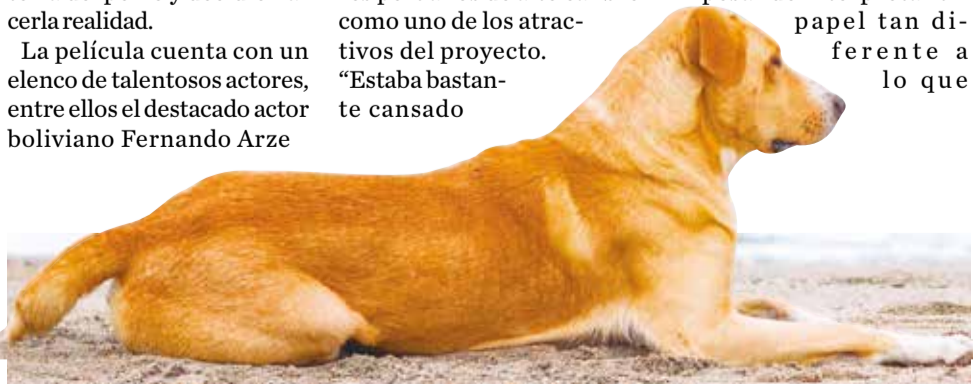 cerla realidad.
La película cuenta con un
elenco de talentosos actores,
entre ellos el destacado actor
boliviano Fernando Arze
como uno de los atrac-
tivos del proyecto.
“Estaba bastan-
te cansado
papel tan di-
ferente a
lo que